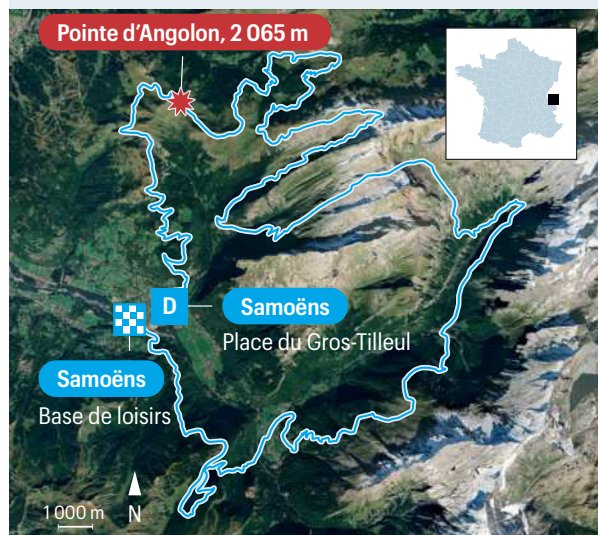 Pointe d'Angolon, 2 065 m
D
Samoëns
Place du Gros-Tilleul
Samoëns
Base de loisirs
1 000 m
N